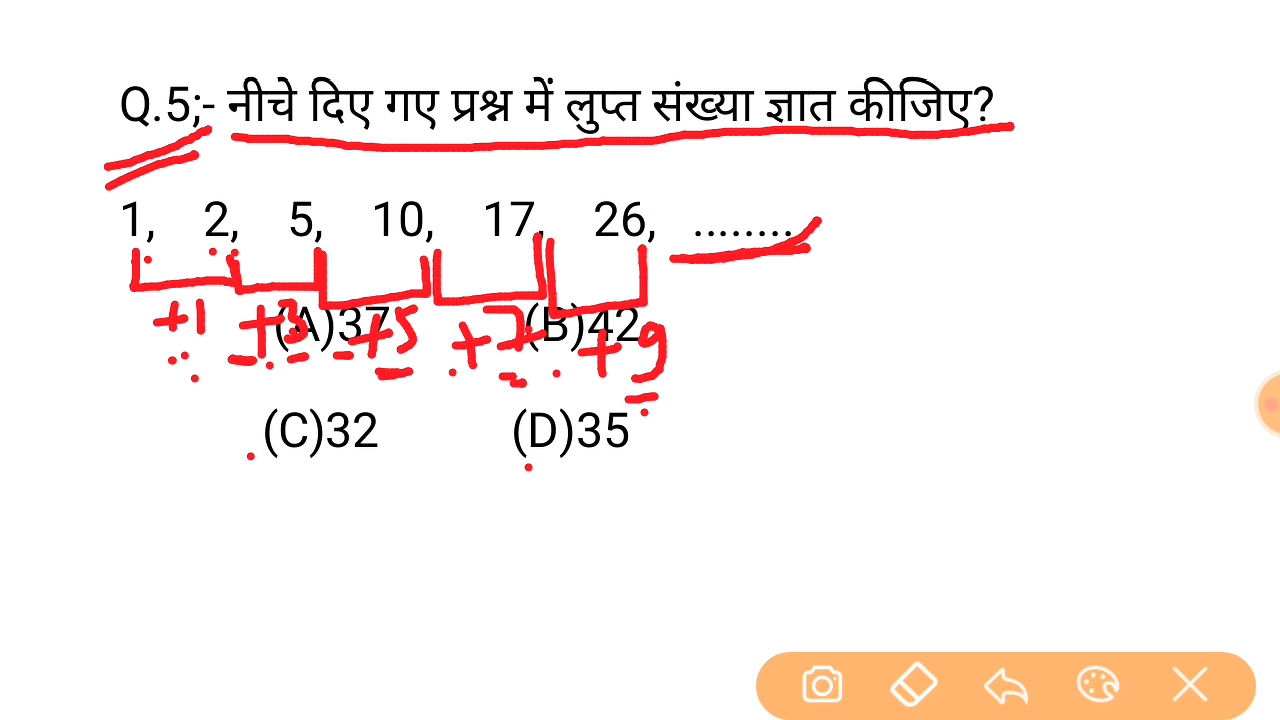 Q.5;- नीचे दिए गए प्रश्न में लुप्त संख्या ज्ञात कीजिए?
1, 2, 5, 10, 17, 26, ........
+1 +3 +5 +7 +9
(A)37 (B)42
(C)32 (D)35